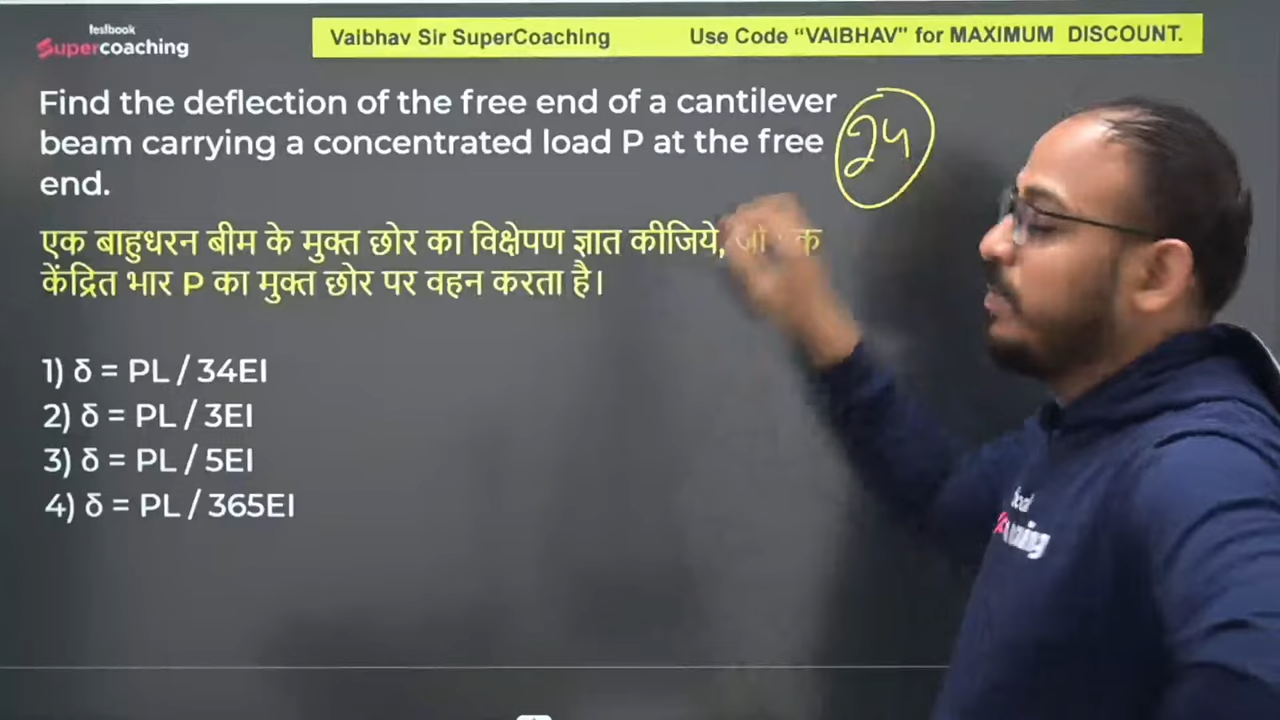 testbook
Supercoaching
Vaibhav Sir SuperCoaching Use Code “VAIBHAV” for MAXIMUM DISCOUNT.
Find the deflection of the free end of a cantilever
beam carrying a concentrated load P at the free
end.
24
एक बाहुधरन बीम के मुक्त छोर का विक्षेपण ज्ञात कीजिये,
केंद्रित भार P का मुक्त छोर पर वहन करता है।
1) δ = PL / 34EI
2) δ = PL / 3EI
3) δ = PL / 5EI
4) δ = PL / 365EI